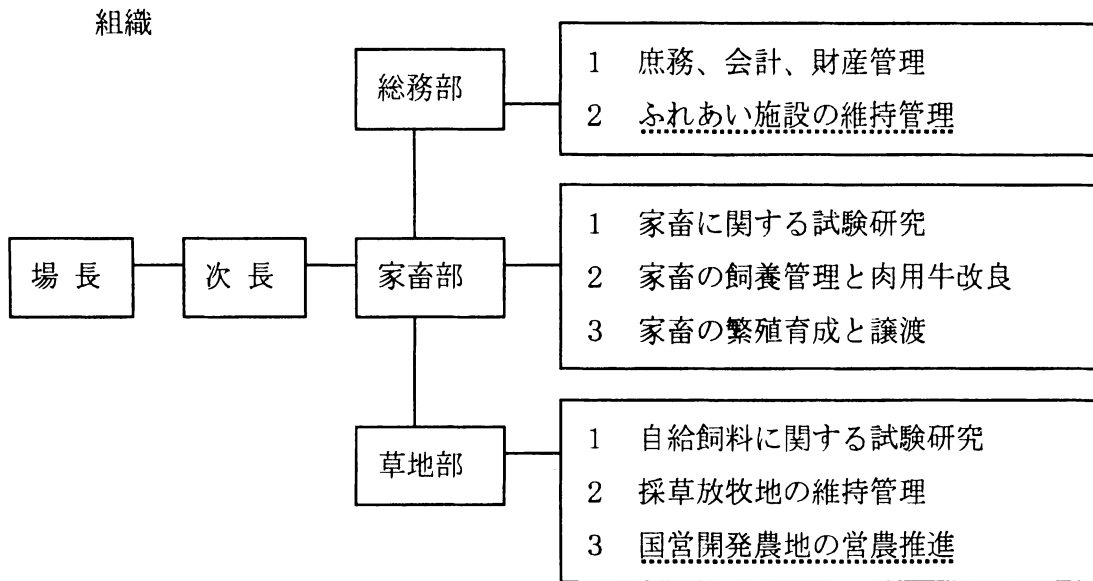 組織
総務部
1 庶務、会計、財産管理
2 ふれあい施設の維持管理
場 長
次 長
家畜部
1 家畜に関する試験研究
2 家畜の飼養管理と肉用牛改良
3 家畜の繁殖育成と譲渡
草地部
1 自給飼料に関する試験研究
2 採草放牧地の維持管理
3 国営開発農地の営農推進